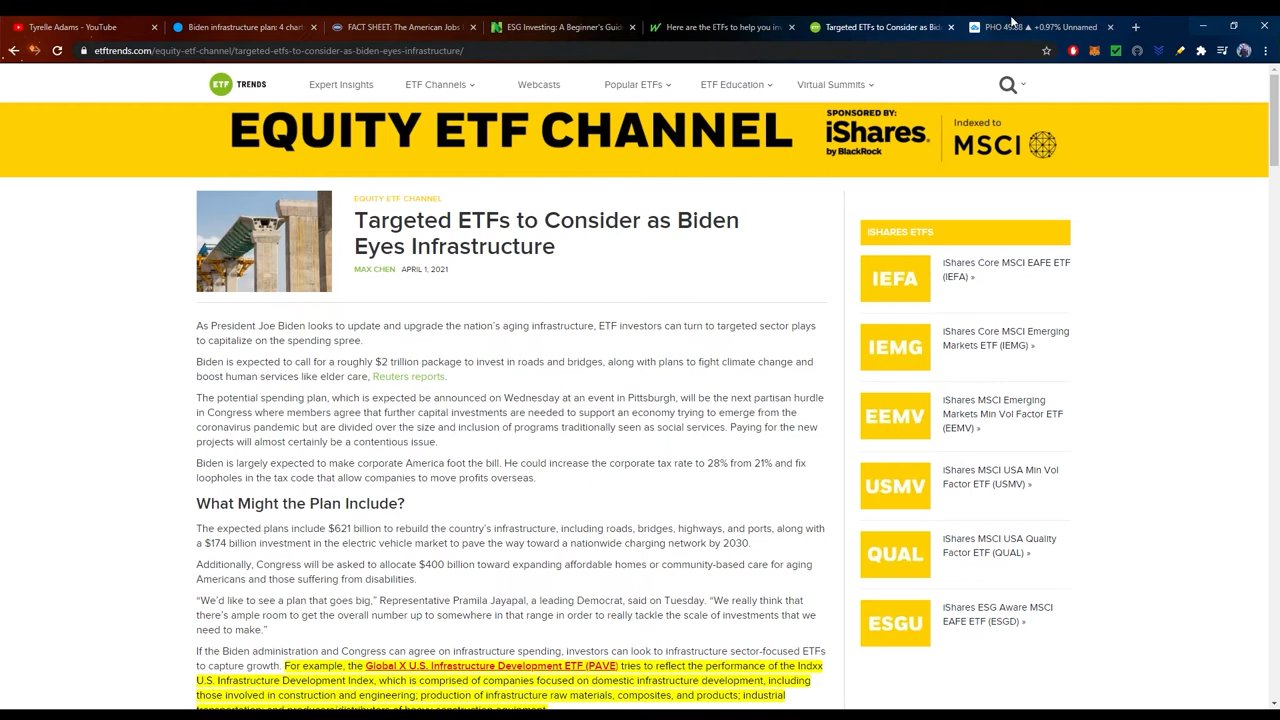 Tyrelle Adams - YouTube
Biden infrastructure plan: 4 chart
FACT SHEET: The American Jobs
ESG Investing: A Beginner's Guide
Here are the ETFs to help you inv
Targeted ETFs to Consider as Bid
PHO 49.88 ▲ +0.97% Unnamed
etftrends.com/equity-etf-channel/targeted-etfs-to-consider-as-biden-eyes-infrastructure/
ETF TRENDS
Expert Insights
ETF Channels
Webcasts
Popular ETFs
ETF Education
Virtual Summits
EQUITY ETF CHANNEL
SPONSORED BY:
iShares.
by BlackRock
Indexed to
MSCI
EQUITY ETF CHANNEL
Targeted ETFs to Consider as Biden
Eyes Infrastructure
MAX CHEN APRIL 1, 2021
As President Joe Biden looks to update and upgrade the nation's aging infrastructure, ETF investors can turn to targeted sector plays
to capitalize on the spending spree.
Biden is expected to call for a roughly $2 trillion package to invest in roads and bridges, along with plans to fight climate change and
boost human services like elder care, Reuters reports.
The potential spending plan, which is expected be announced on Wednesday at an event in Pittsburgh, will be the next partisan hurdle
in Congress where members agree that further capital investments are needed to support an economy trying to emerge from the
coronavirus pandemic but are divided over the size and inclusion of programs traditionally seen as social services. Paying for the new
projects will almost certainly be a contentious issue.
Biden is largely expected to make corporate America foot the bill. He could increase the corporate tax rate to 28% from 21% and fix
loopholes in the tax code that allow companies to move profits overseas.
What Might the Plan Include?
The expected plans include $621 billion to rebuild the country's infrastructure, including roads, bridges, highways, and ports, along with
a $174 billion investment in the electric vehicle market to pave the way toward a nationwide charging network by 2030.
Additionally, Congress will be asked to allocate $400 billion toward expanding affordable homes or community-based care for aging
Americans and those suffering from disabilities.
“We'd like to see a plan that goes big,” Representative Pramila Jayapal, a leading Democrat, said on Tuesday. “We really think that
there's ample room to get the overall number up to somewhere in that range in order to really tackle the scale of investments that we
need to make.”
If the Biden administration and Congress can agree on infrastructure spending, investors can look to infrastructure sector-focused ETFs
to capture growth. For example, the Global X U.S. Infrastructure Development ETF (PAVE) tries to reflect the performance of the Indxx
U.S. Infrastructure Development Index, which is comprised of companies focused on domestic infrastructure development, including
those involved in construction and engineering; production of infrastructure raw materials, composites, and products; industrial
transportation; and producers/distributors of heavy construction equipment.
ISHARES ETFS
IEFA
iShares Core MSCI EAFE ETF
(IEFA) »
IEMG
iShares Core MSCI Emerging
Markets ETF (IEMG) »
EEMV
iShares MSCI Emerging
Markets Min Vol Factor ETF
(EEMV) »
USMV
iShares MSCI USA Min Vol
Factor ETF (USMV) »
QUAL
iShares MSCI USA Quality
Factor ETF (QUAL) »
ESGU
iShares ESG Aware MSCI
EAFE ETF (ESGD) »